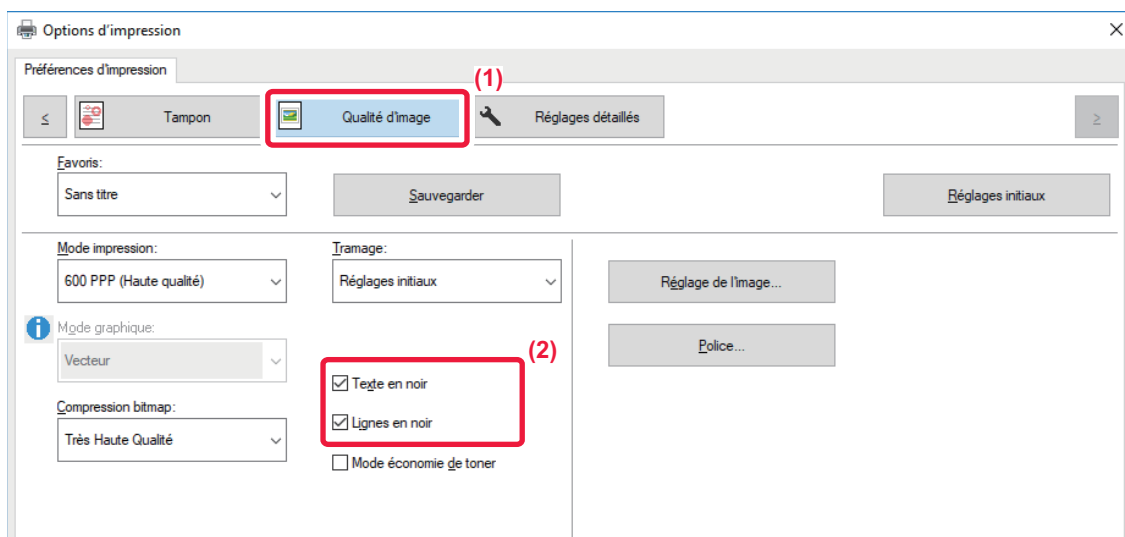 Options d'impression
Préférences d'impression
(1)
<
Tampon
Qualité d'image
Réglages détaillés
>
Favoris:
Sans titre
Sauvegarder
Réglages initiaux
Mode impression:
Tramage:
600 PPP (Haute qualité)
Réglages initiaux
Réglage de l'image...
Mode graphique:
Vecteur
(2)
Police...
Texte en noir
Compression bitmap:
Lignes en noir
Très Haute Qualité
Mode économie de toner